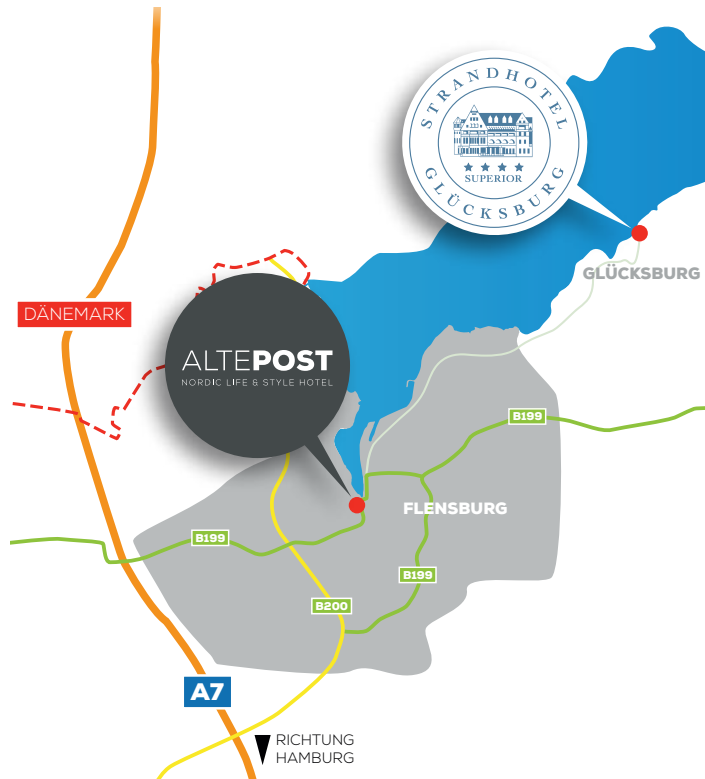 STRANDHOTEL
SUPERIOR
GLÜCKSBURG
GLÜCKSBURG
DÄNEMARK
ALTEPOST
NORDIC LIFE & STYLE HOTEL
B199
FLENSBURG
B199
B199
B200
A7
RICHTUNG
HAMBURG